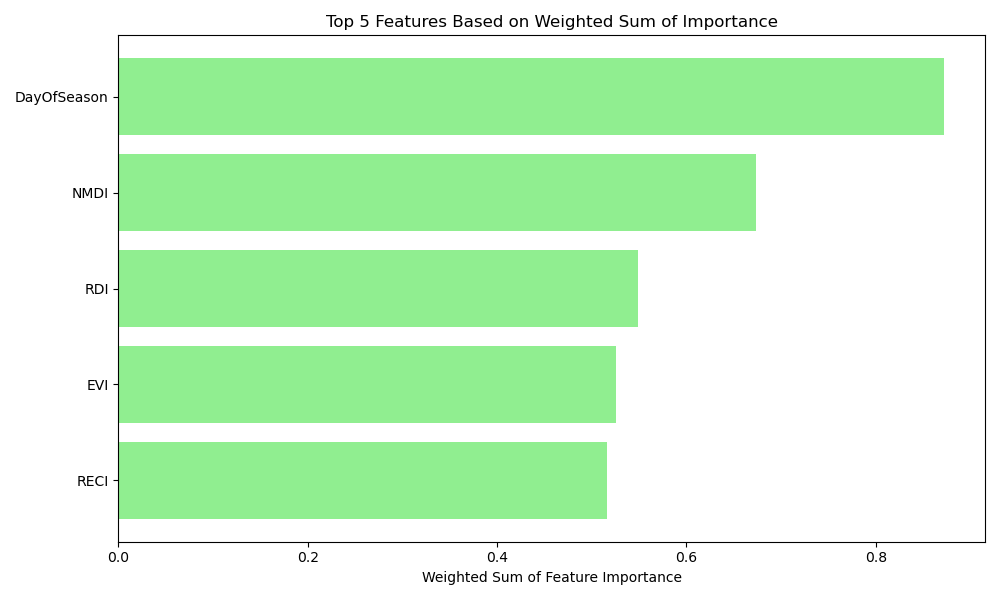 Top 5 Features Based on Weighted Sum of Importance
DayOfSeason
NMDI
RDI
EVI
RECI
0.0 0.2 0.4 0.6 0.8
Weighted Sum of Feature Importance